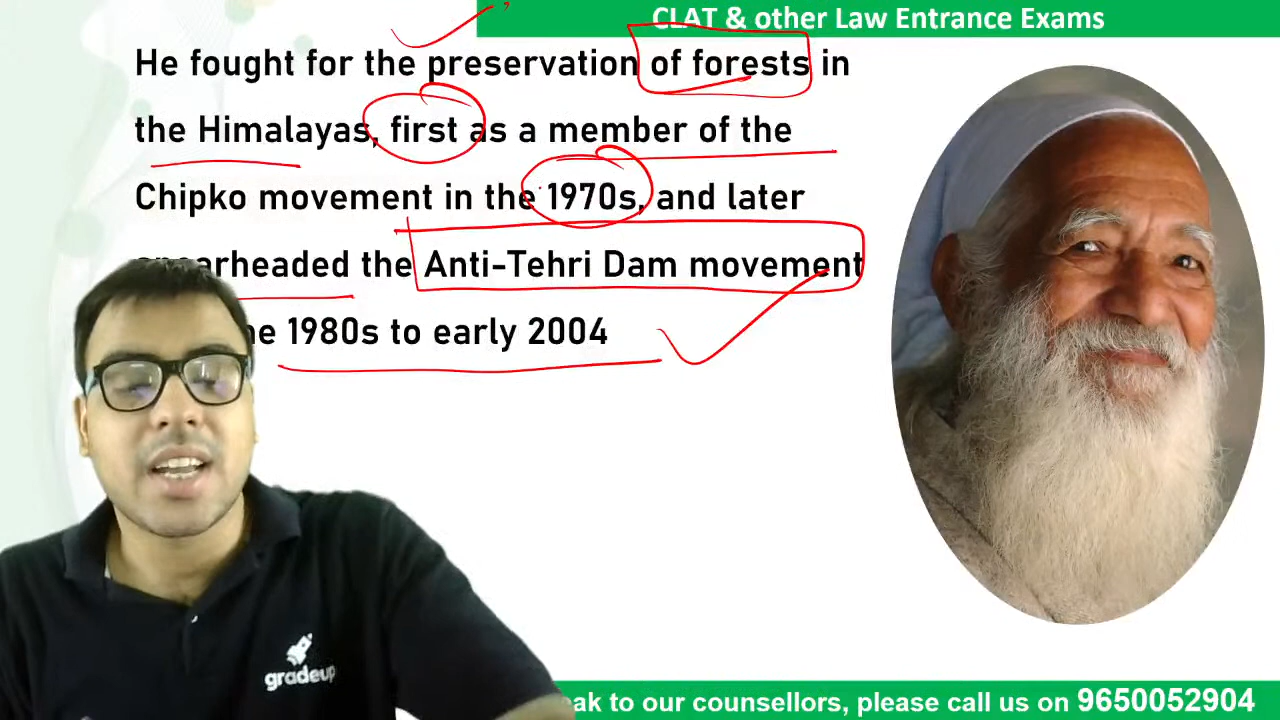 CLAT & other Law Entrance Exams
He fought for the preservation of forests in
the Himalayas, first as a member of the
Chipko movement in the 1970s, and later
the Anti-Tehri Dam movement
1980s to early 2004
gradeup
to our counsellors, please call us on 9650052904